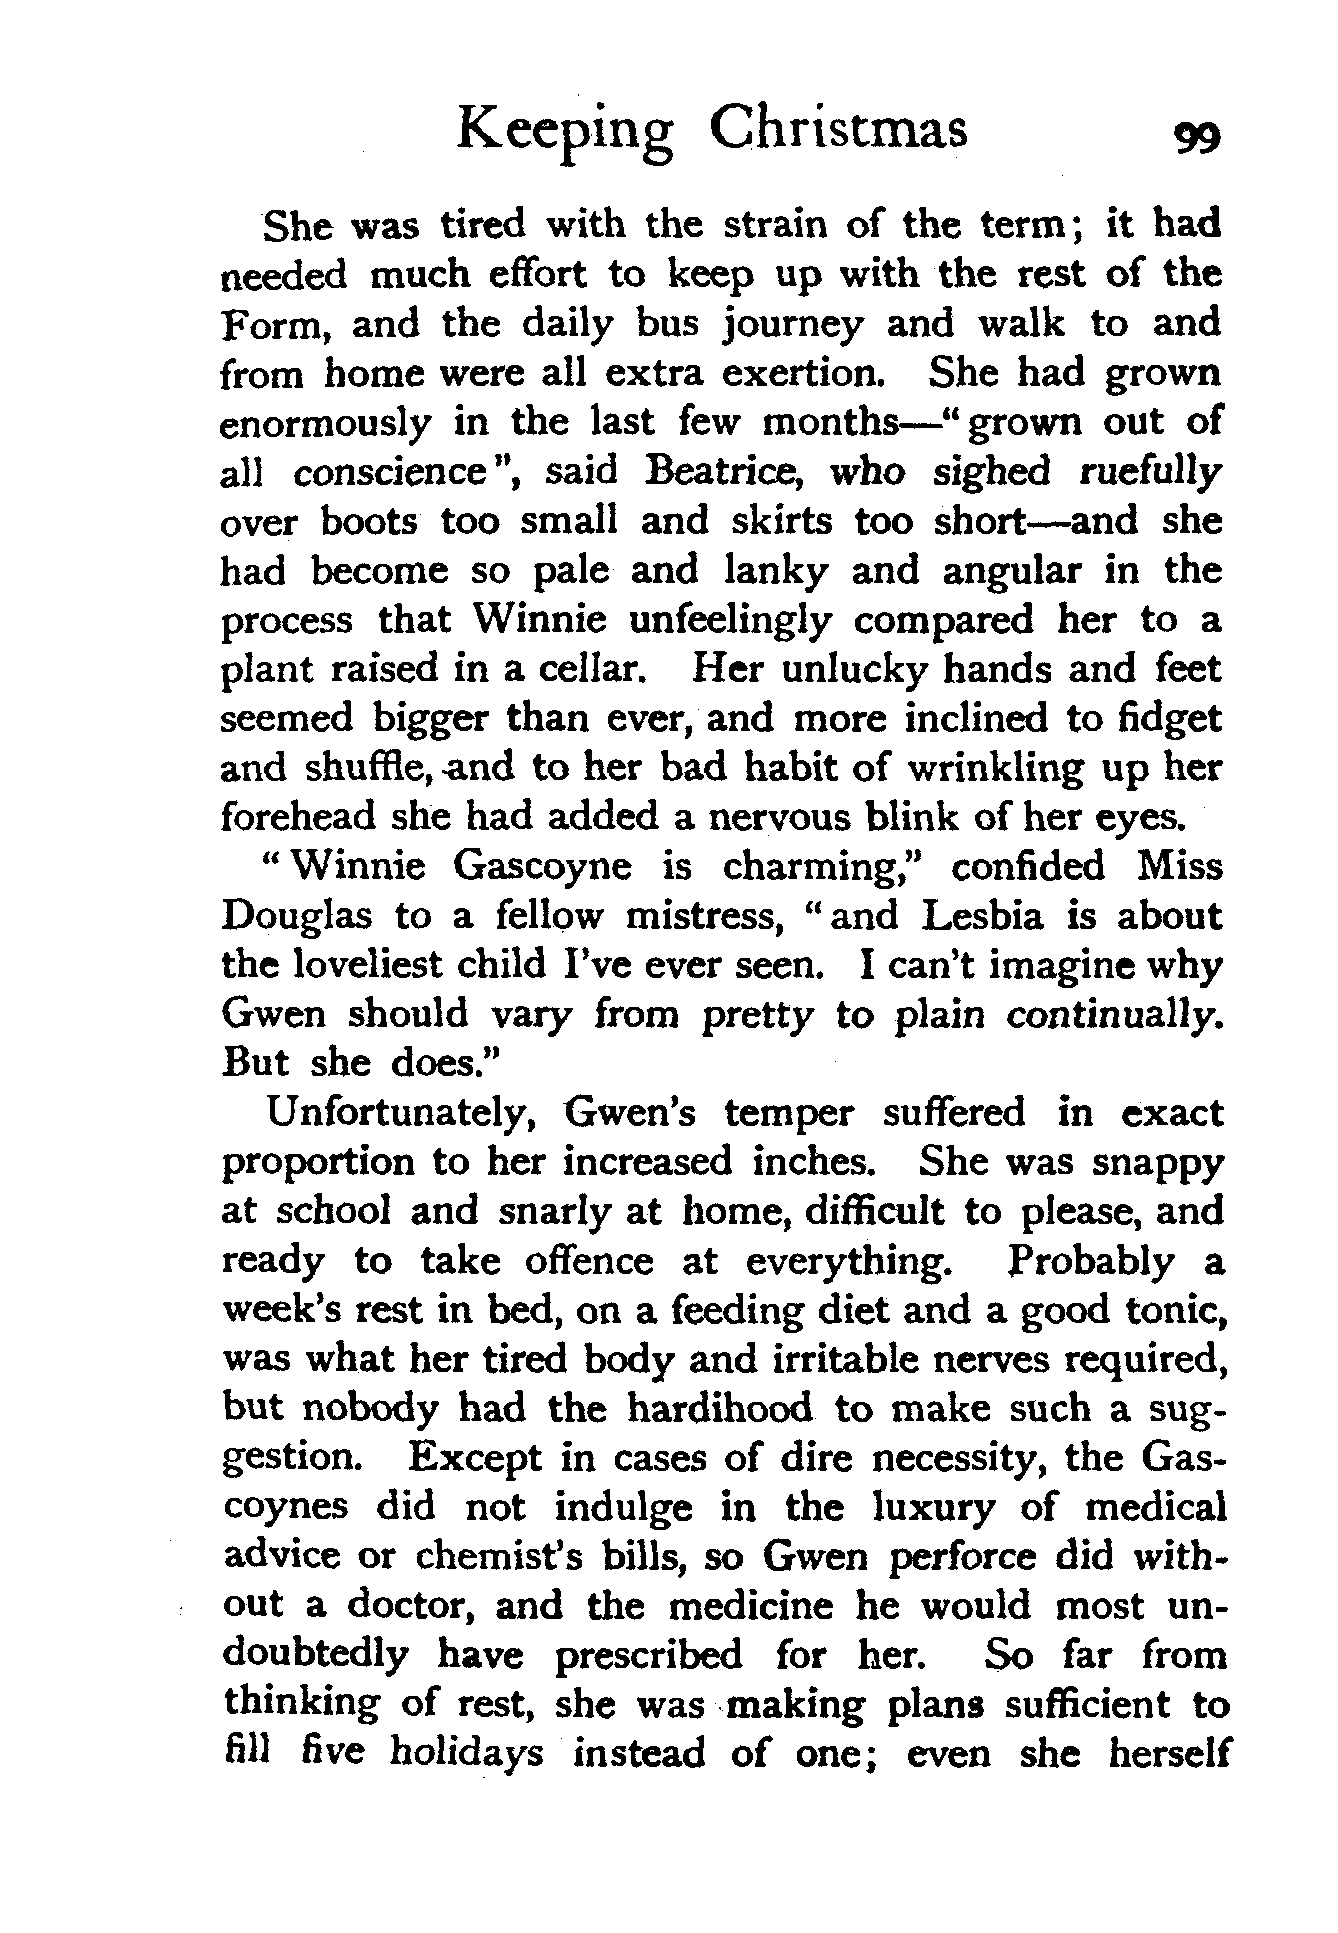 Keeping Christmas 99
She was tired with the strain of the term; it had
needed much effort to keep up with the rest of the
Form, and the daily bus journey and walk to and
from home were all extra exertion. She had grown
enormously in the last few months—“grown out of
all conscience”, said Beatrice, who sighed ruefully
over boots too small and skirts too short—and she
had become so pale and lanky and angular in the
process that Winnie unfeelingly compared her to a
plant raised in a cellar. Her unlucky hands and feet
seemed bigger than ever, and more inclined to fidget
and shuffle, and to her bad habit of wrinkling up her
forehead she had added a nervous blink of her eyes.
“Winnie Gascoyne is charming,” confided Miss
Douglas to a fellow mistress, “and Lesbia is about
the loveliest child I’ve ever seen. I can’t imagine why
Gwen should vary from pretty to plain continually.
But she does.”
Unfortunately, Gwen’s temper suffered in exact
proportion to her increased inches. She was snappy
at school and snarly at home, difficult to please, and
ready to take offence at everything. Probably a
week’s rest in bed, on a feeding diet and a good tonic,
was what her tired body and irritable nerves required,
but nobody had the hardihood to make such a sug-
gestion. Except in cases of dire necessity, the Gas-
coynes did not indulge in the luxury of medical
advice or chemist’s bills, so Gwen perforce did with-
out a doctor, and the medicine he would most un-
doubtedly have prescribed for her. So far from
thinking of rest, she was making plans sufficient to
fill five holidays instead of one; even she herself